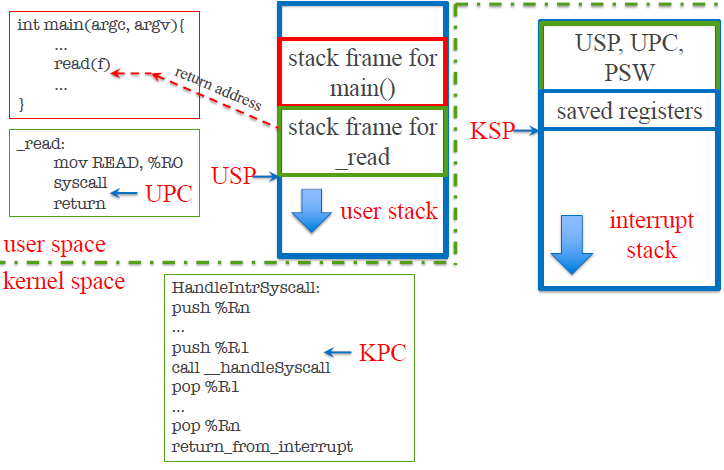 int main(argc, argv){
...
read(f)
...
}
return address
_read:
mov READ, %R0
syscall
return
UPC
USP
stack frame for
main()
stack frame for
_read
user stack
KSP
USP, UPC,
PSW
saved registers
interrupt
stack
user space
kernel space
HandleIntrSyscall:
push %Rn
...
push %R1
call __handleSyscall
pop %R1
...
pop %Rn
return_from_interrupt
KPC